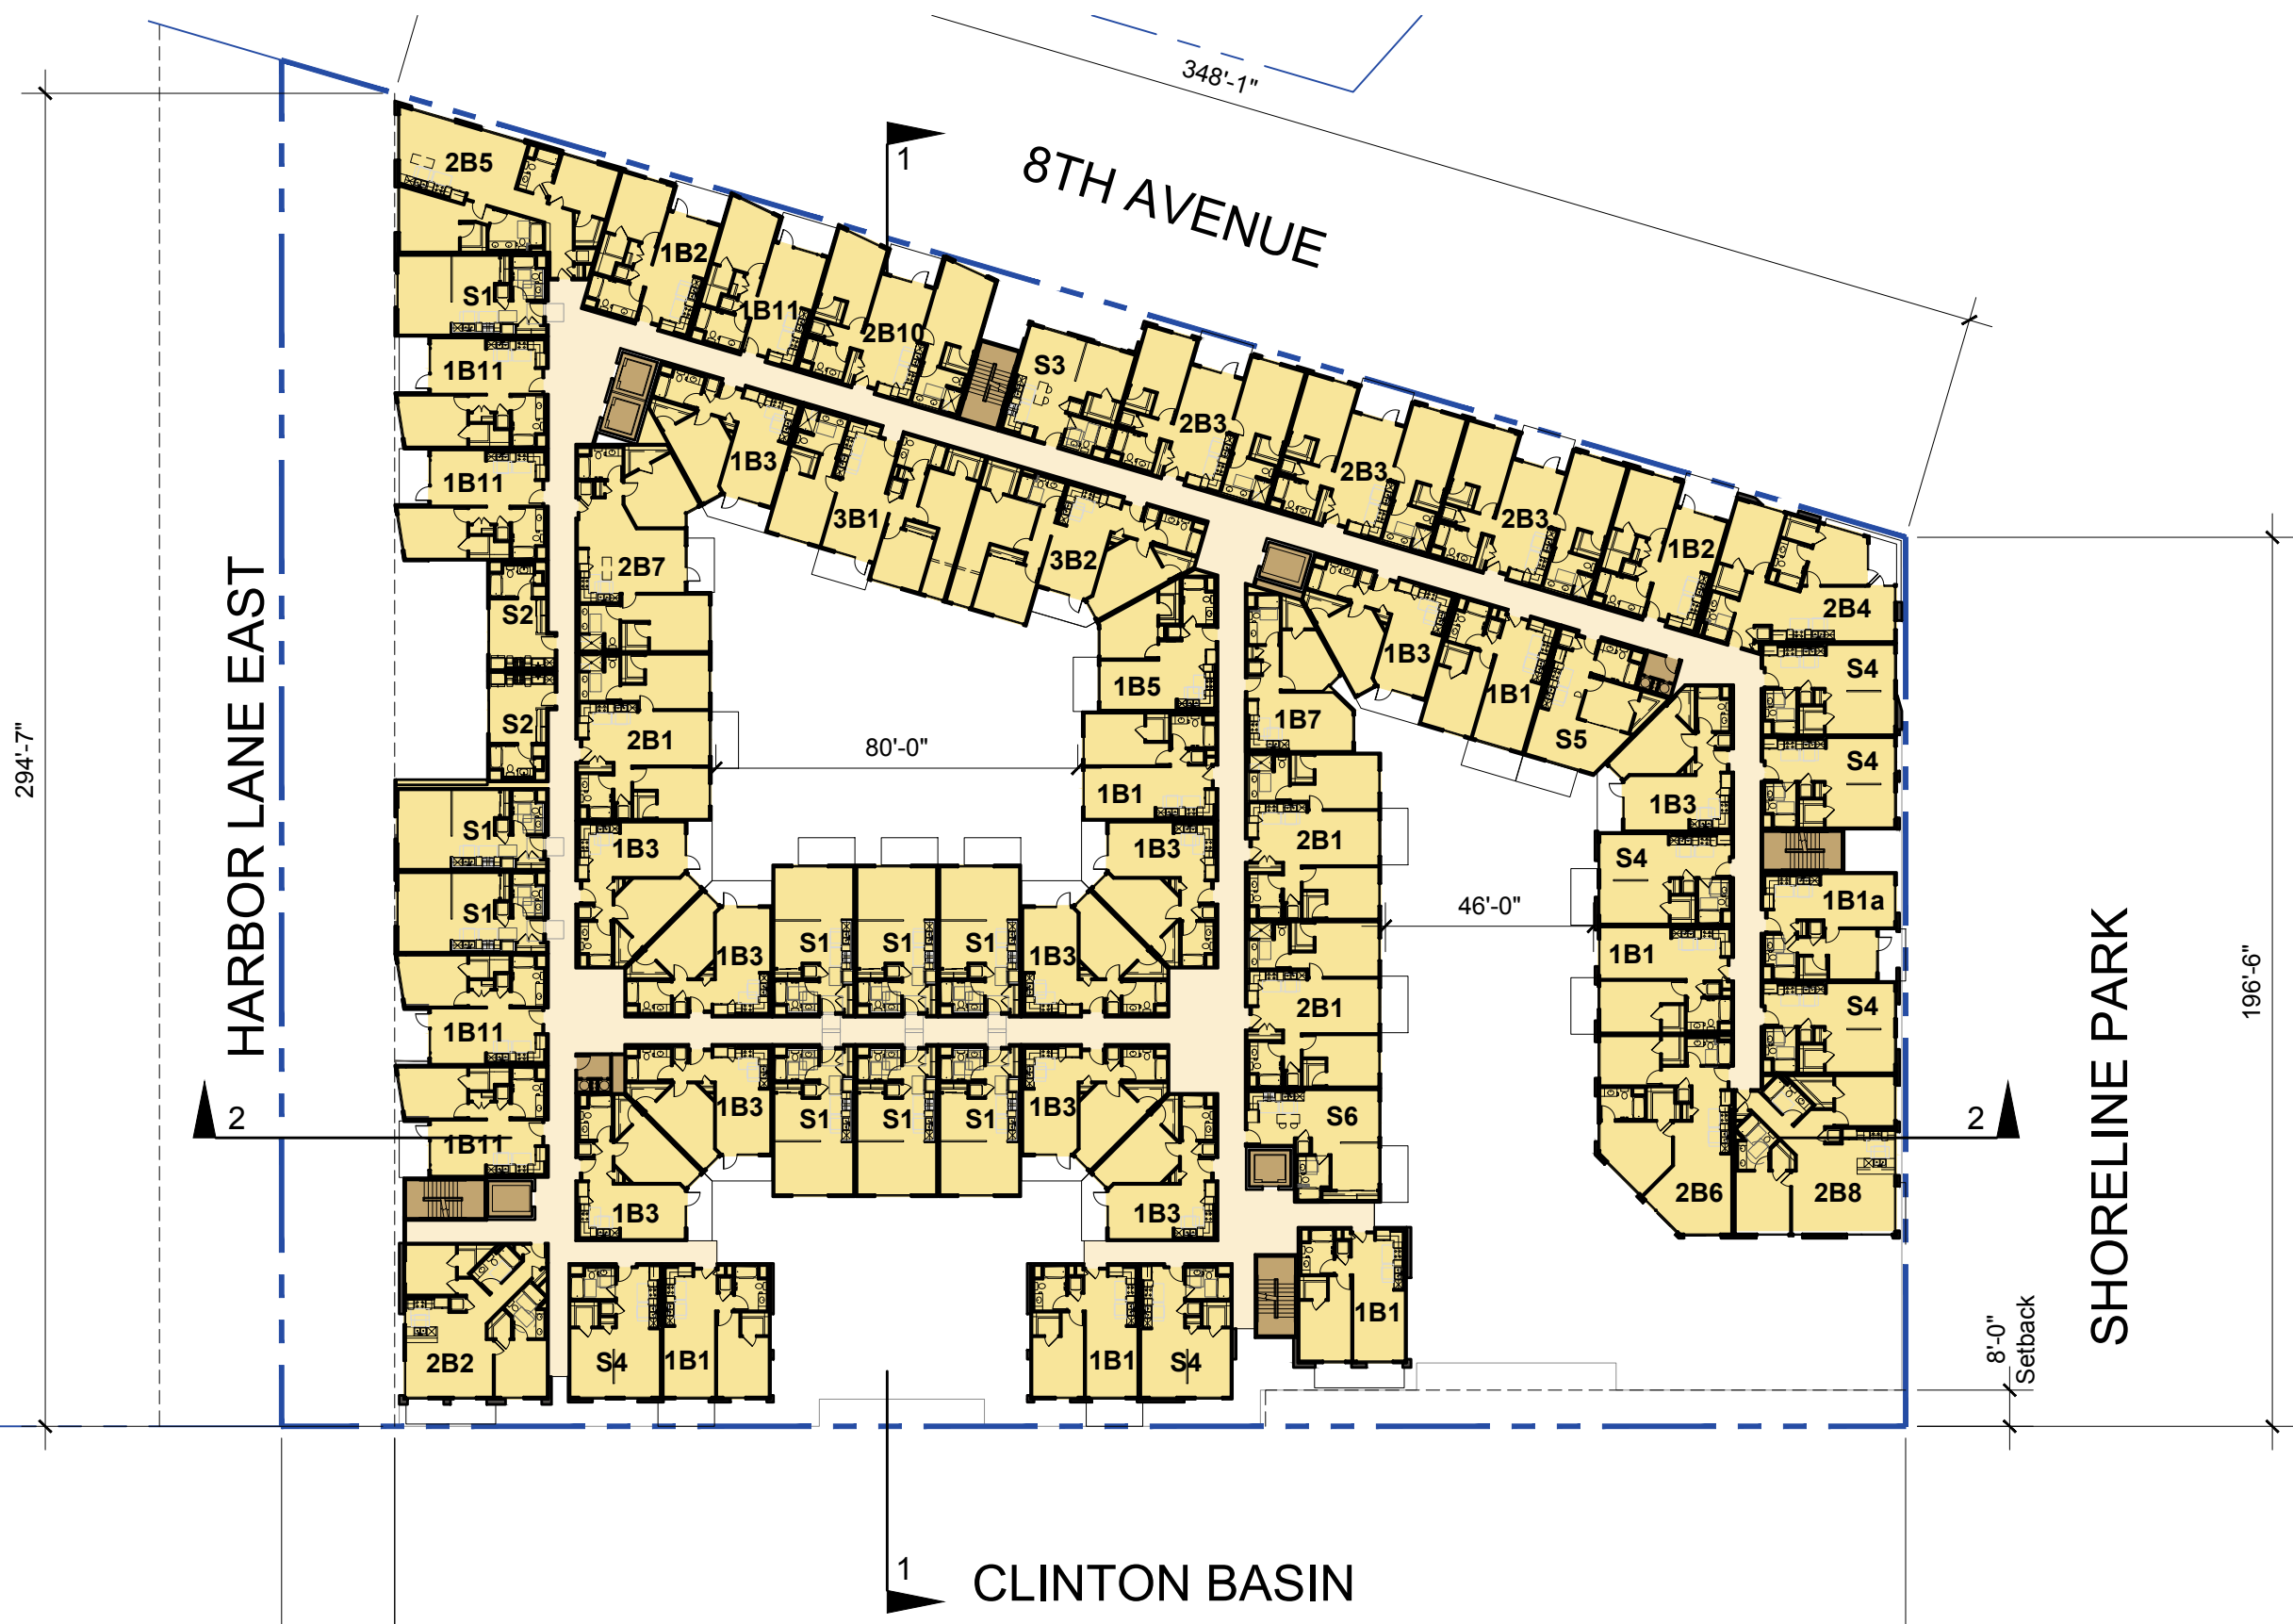 348'-1"
1
8TH AVENUE
2B5
1B2
S1
1B11
2B10
S3
1B11
2B3
1B3
2B3
1B11
3B1
2B3
1B2
3B2
2B7
S2
2B4
1B3
S4
1B5
1B1
1B7
S2
2B1
S5
80'-0"
S4
1B1
1B3
S1
1B3
1B3
2B1
S4
1B1a
46'-0"
S1
1B3
S1
S1
S1
1B3
1B1
2B1
S4
1B11
1B3
S1
S1
S1
1B3
S6
2
2
1B11
1B3
1B3
2B6
2B8
1B1
2B2
S4
1B1
1B1
S4
294'-7"
HARBOR LANE EAST
SHORELINE PARK
196'-6"
8'-0"
Setback
1
CLINTON BASIN